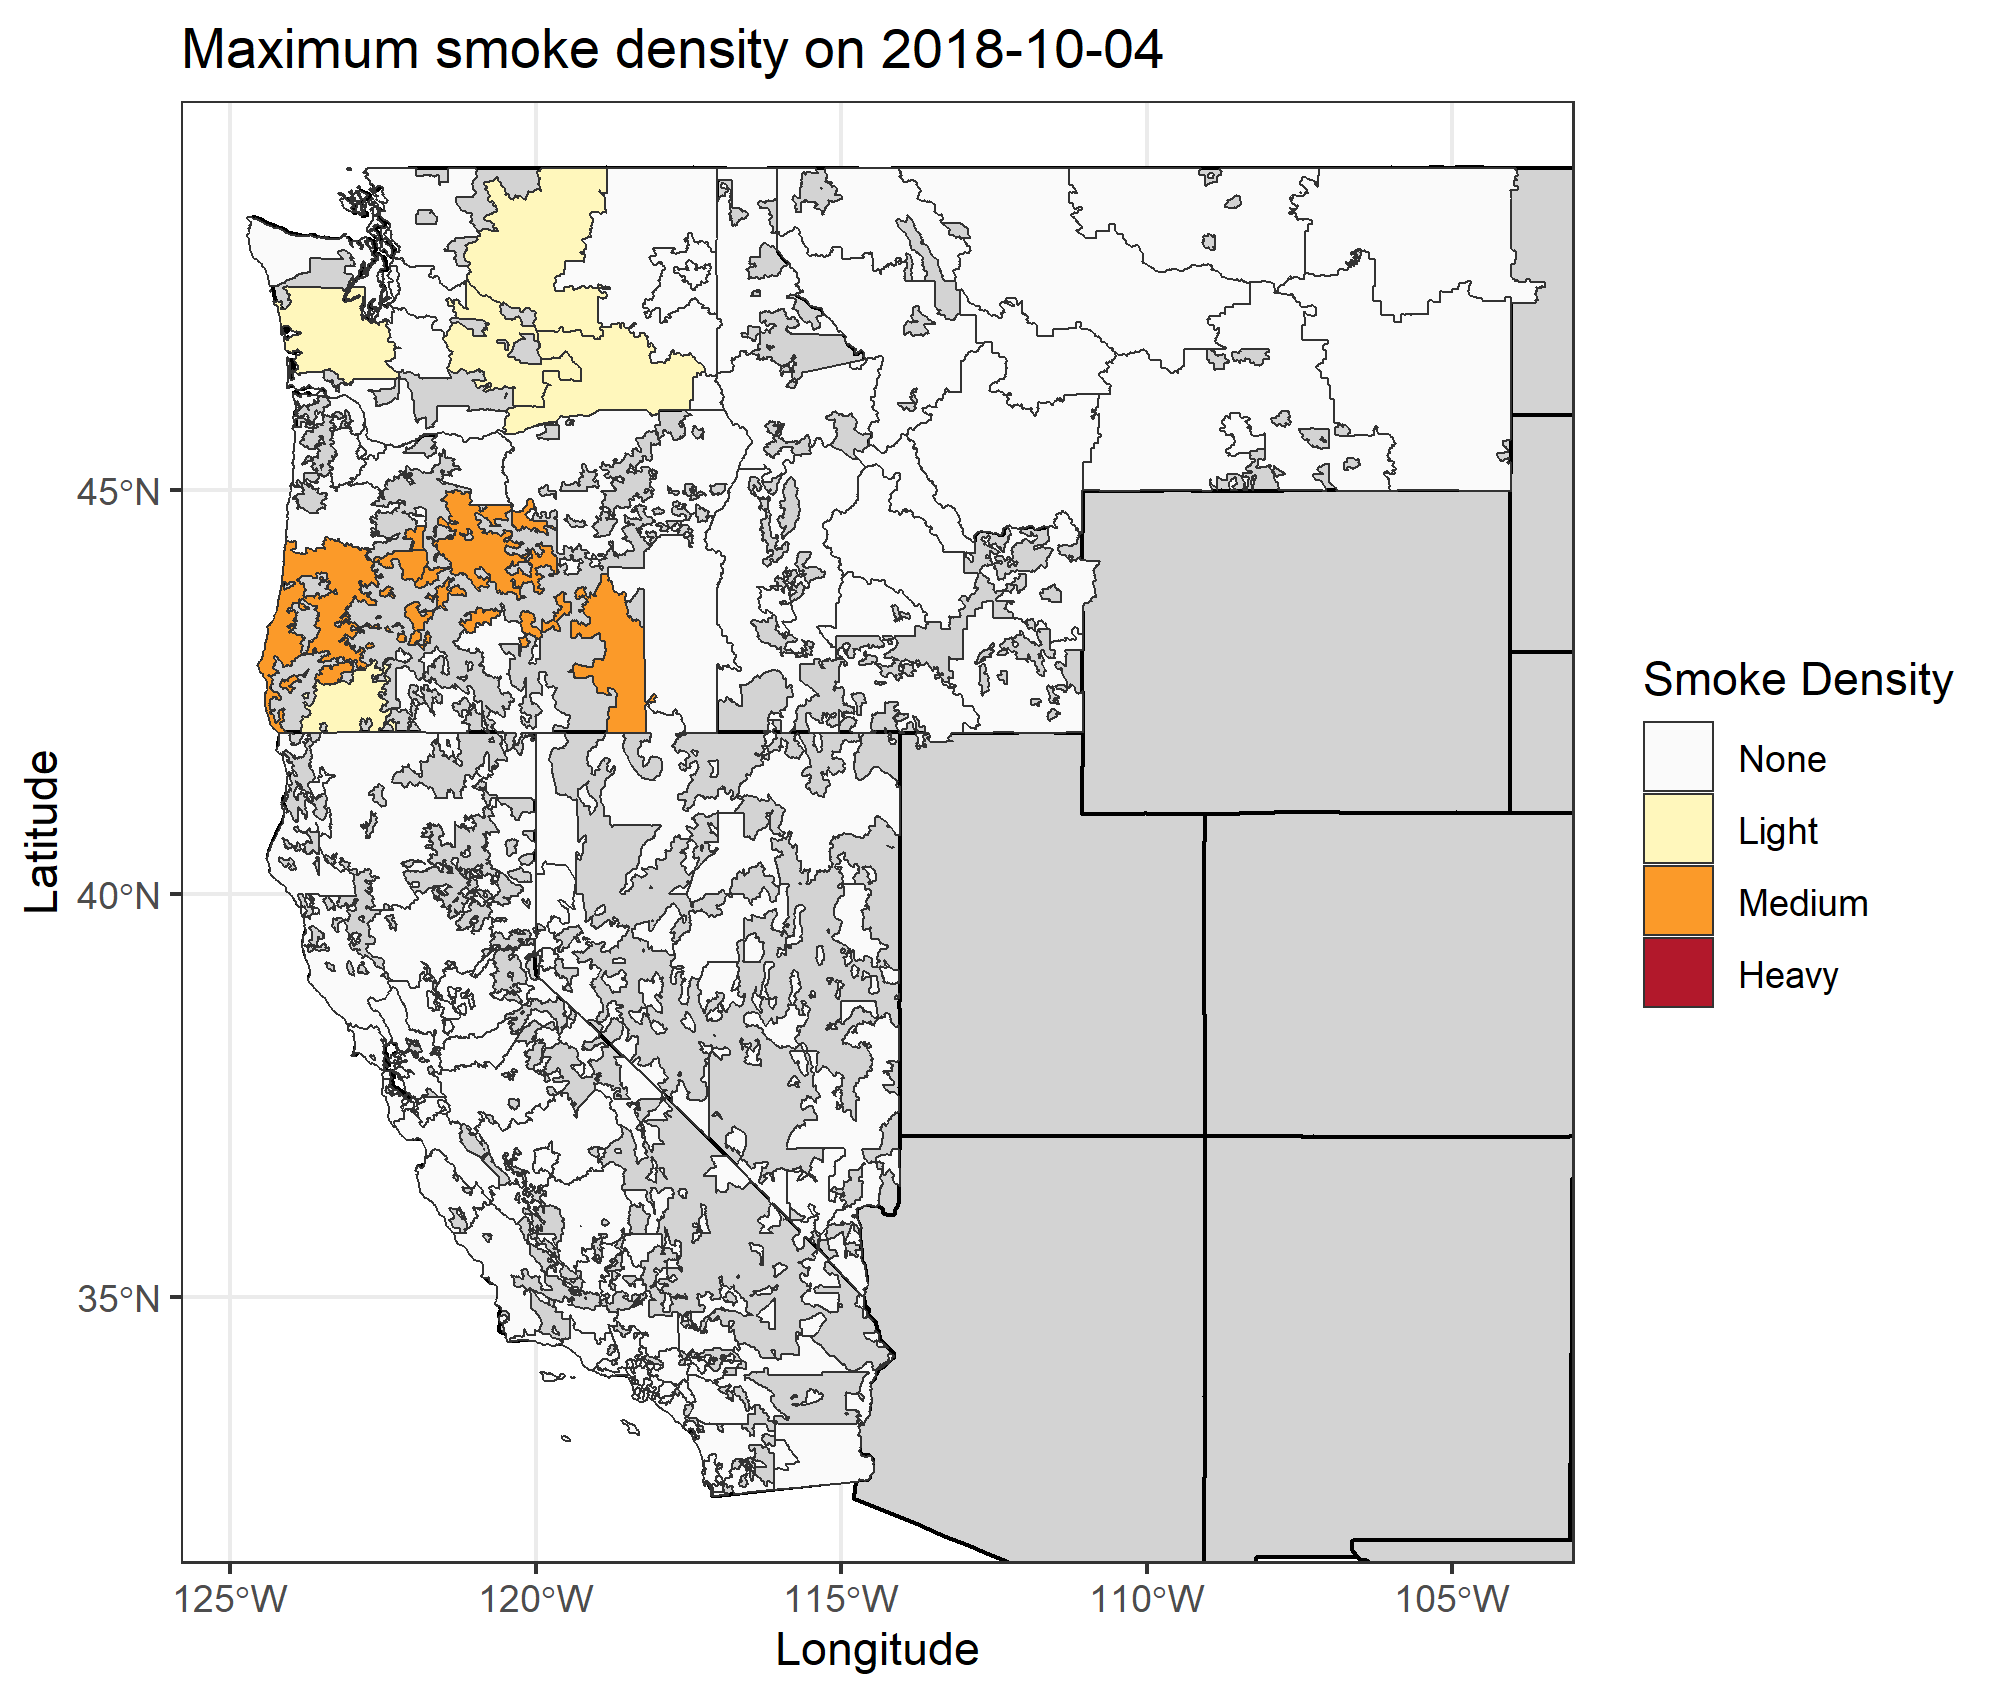 Maximum smoke density on 2018-10-04
45°N
40°N
35°N
Latitude
125°W
120°W
115°W
110°W
105°W
Longitude
Smoke Density
None
Light
Medium
Heavy